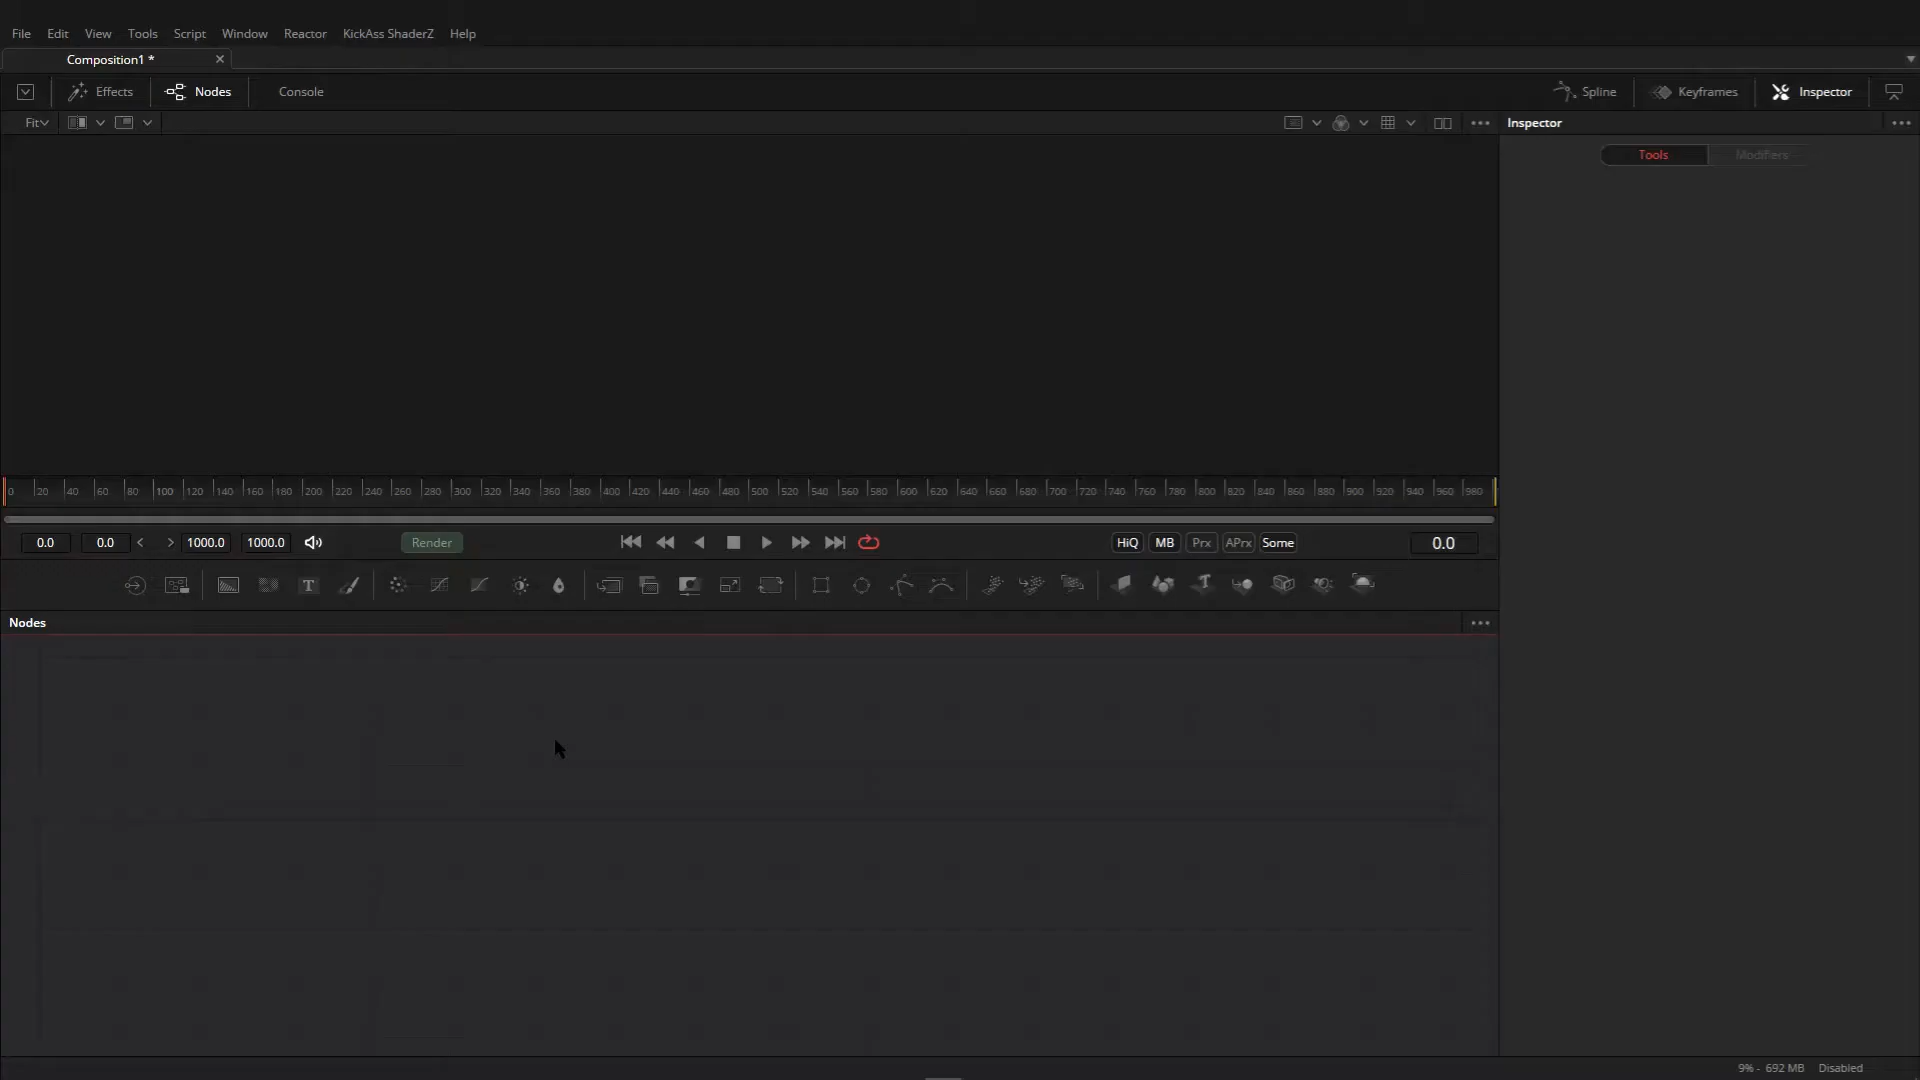 File Edit View Tools Script Window Reactor KickAss ShaderZ Help
Composition1 *
Effects Nodes Console Spline Keyframes Inspector
Fit Inspector
Tools Modifiers
0 20 40 60 80 100 120 140 160 180 200 220 240 260 280 300 320 340 360 380 400 420 440 460 480 500 520 540 560 580 600 620 640 660 680 700 720 740 760 780 800 820 840 860 880 900 920 940 960 980
0.0 0.0 < > 1000.0 1000.0 Render HiQ MB Prx APrx Some 0.0
T
Nodes
9% - 692 MB Disabled